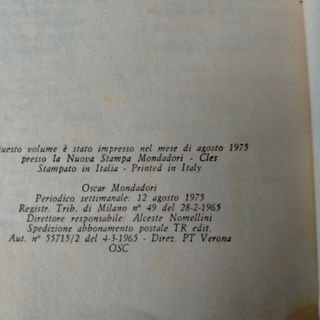 Questo volume è stato impresso nel mese di agosto 1975
presso la Nuova Stampa Mondadori - Cles
Stampato in Italia - Printed in Italy
Oscar Mondadori
Periodico settimanale: 12 agosto 1975
Registr. Trib. di Milano n° 49 del 28-2-1965
Direttore responsabile: Alceste Nomellini
Spedizione abbonamento postale TR edit.
Aut. n° 55715/2 del 4-3-1965 - Direz. PT Verona
OSC